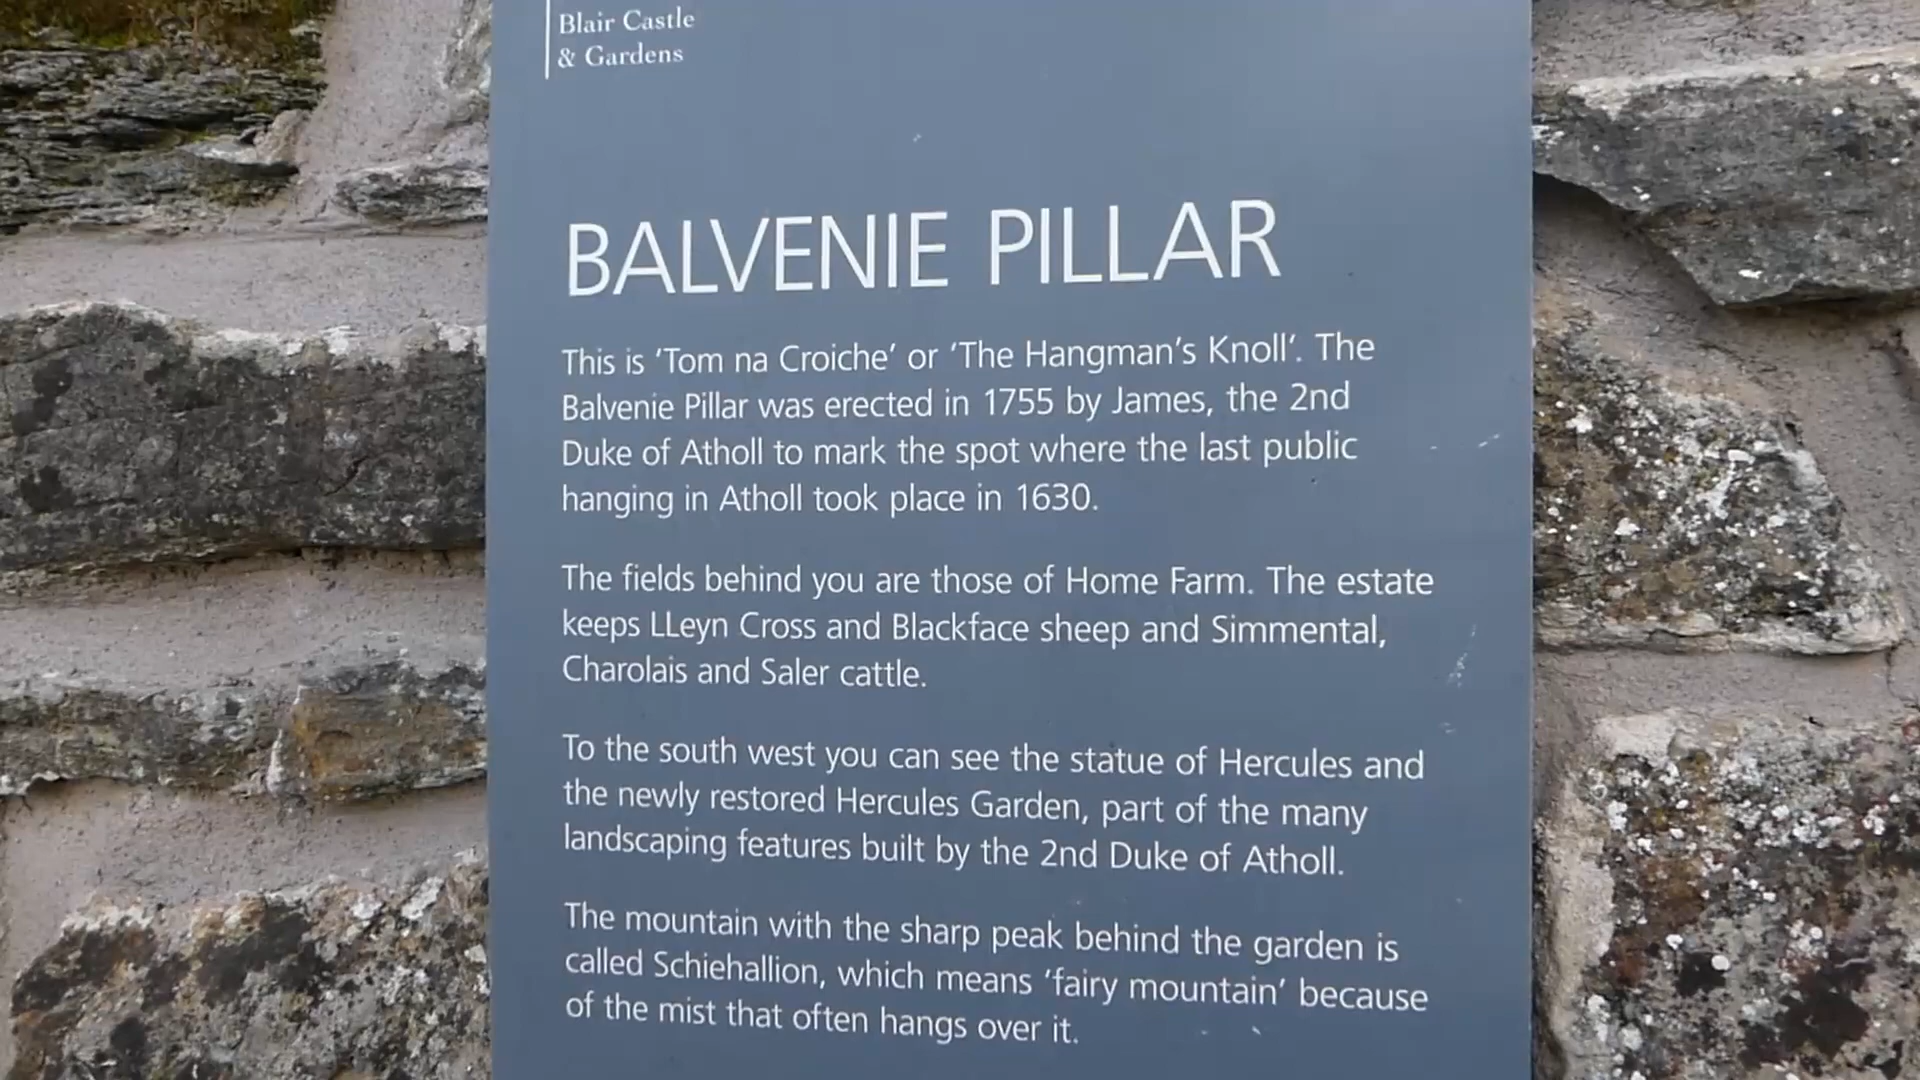 Blair Castle
& Gardens
BALVENIE PILLAR
This is ‘Tom na Croiche’ or ‘The Hangman’s Knoll’. The
Balvenie Pillar was erected in 1755 by James, the 2nd
Duke of Atholl to mark the spot where the last public
hanging in Atholl took place in 1630.
The fields behind you are those of Home Farm. The estate
keeps LLeyn Cross and Blackface sheep and Simmental,
Charolais and Saler cattle.
To the south west you can see the statue of Hercules and
the newly restored Hercules Garden, part of the many
landscaping features built by the 2nd Duke of Atholl.
The mountain with the sharp peak behind the garden is
called Schiehallion, which means ‘fairy mountain’ because
of the mist that often hangs over it.